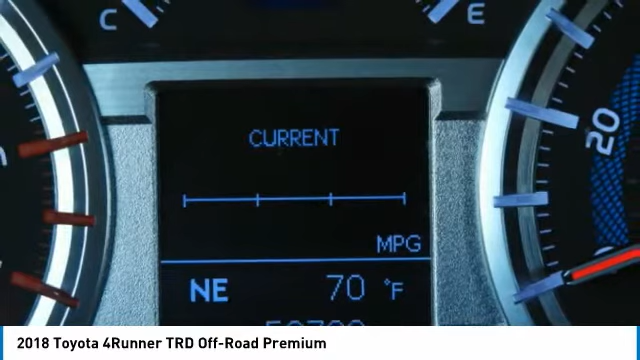 C E
CURRENT
20
MPG
NE 70 °F
2018 Toyota 4Runner TRD Off-Road Premium